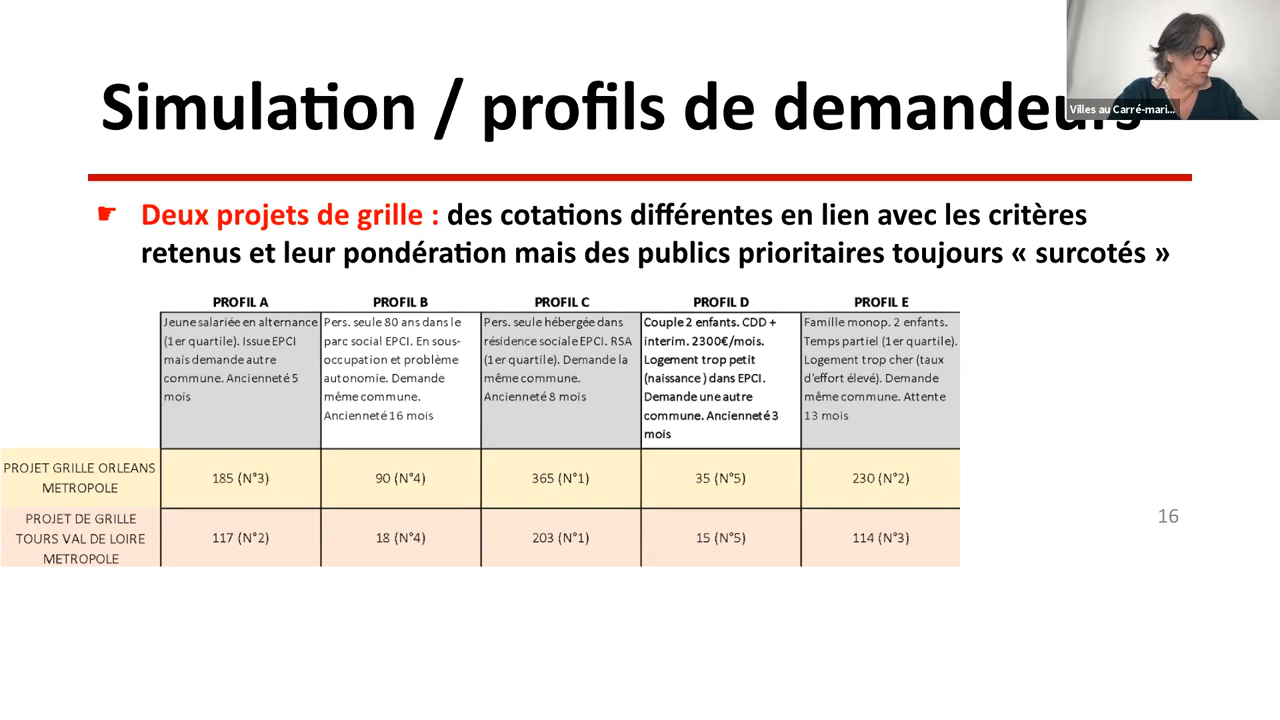 Simulation / profils de demandeurs
Villes au Carré-mari...
☛ Deux projets de grille : des cotations différentes en lien avec les critères
retenus et leur pondération mais des publics prioritaires toujours « surcotés »
PROFIL A
PROFIL B
PROFIL C
PROFIL D
PROFIL E
Jeune salariée en alternance
(1er quartile). Issue EPCI
mais demande autre
commune. Ancienneté 5
mois
Pers. seule 80 ans dans le
parc social EPCI. En sous-
occupation et problème
autonomie. Demande
même commune.
Ancienneté 16 mois
Pers. seule hébergée dans
résidence sociale EPCI. RSA
(1er quartile). Demande la
même commune.
Ancienneté 8 mois
Couple 2 enfants. CDD +
interim. 2300€/mois.
Logement trop petit
(naissance ) dans EPCI.
Demande une autre
commune. Ancienneté 3
mois
Famille monop. 2 enfants.
Temps partiel (1er quartile).
Logement trop cher (taux
d'effort élevé). Demande
même commune. Attente
13 mois
PROJET GRILLE ORLEANS
METROPOLE
185 (N°3)
90 (N°4)
365 (N°1)
35 (N°5)
230 (N°2)
PROJET DE GRILLE
TOURS VAL DE LOIRE
METROPOLE
117 (N°2)
18 (N°4)
203 (N°1)
15 (N°5)
114 (N°3)
16